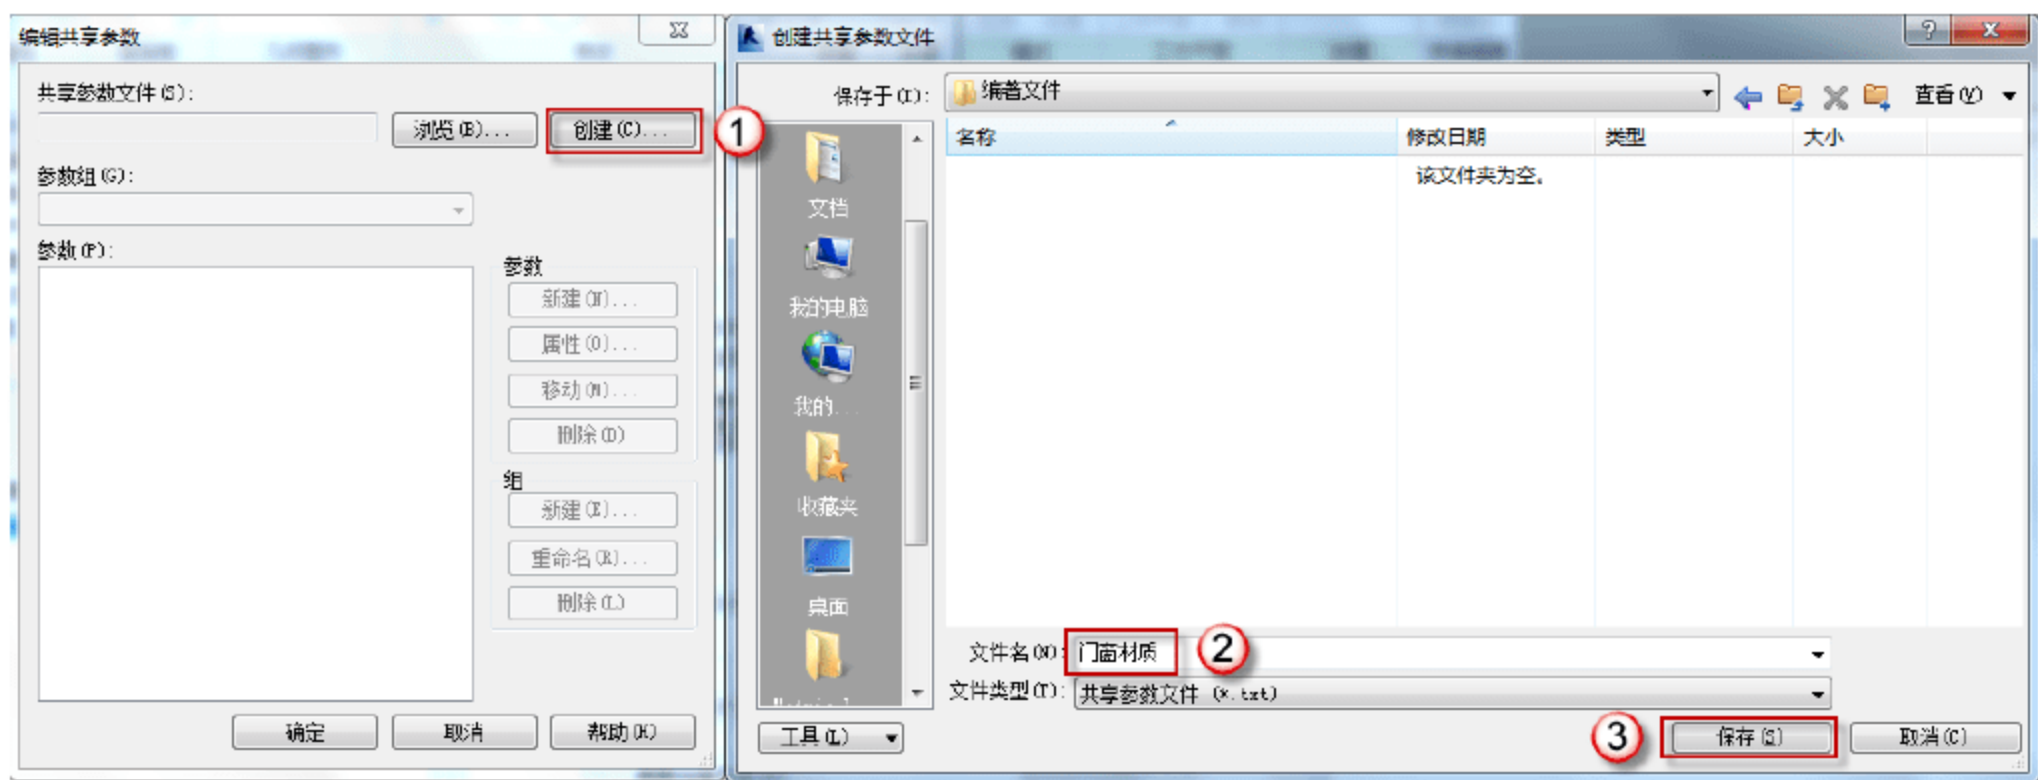 编辑共享参数
共享参数文件(S):
浏览(B)...
创建(C)...
①
参数组(G):
参数(P):
参数
新建(N)...
属性(O)...
移动(M)...
删除(D)
组
新建(E)...
重命名(R)...
删除(L)
确定
取消
帮助(H)
创建共享参数文件
保存于(I):
编著文件
查看(V)
名称
修改日期
类型
大小
该文件夹为空。
文档
我的电脑
我的...
收藏夹
桌面
文件名(N):
门窗材质
②
文件类型(T):
共享参数文件 (*.txt)
工具(L)
③
保存(S)
取消(C)